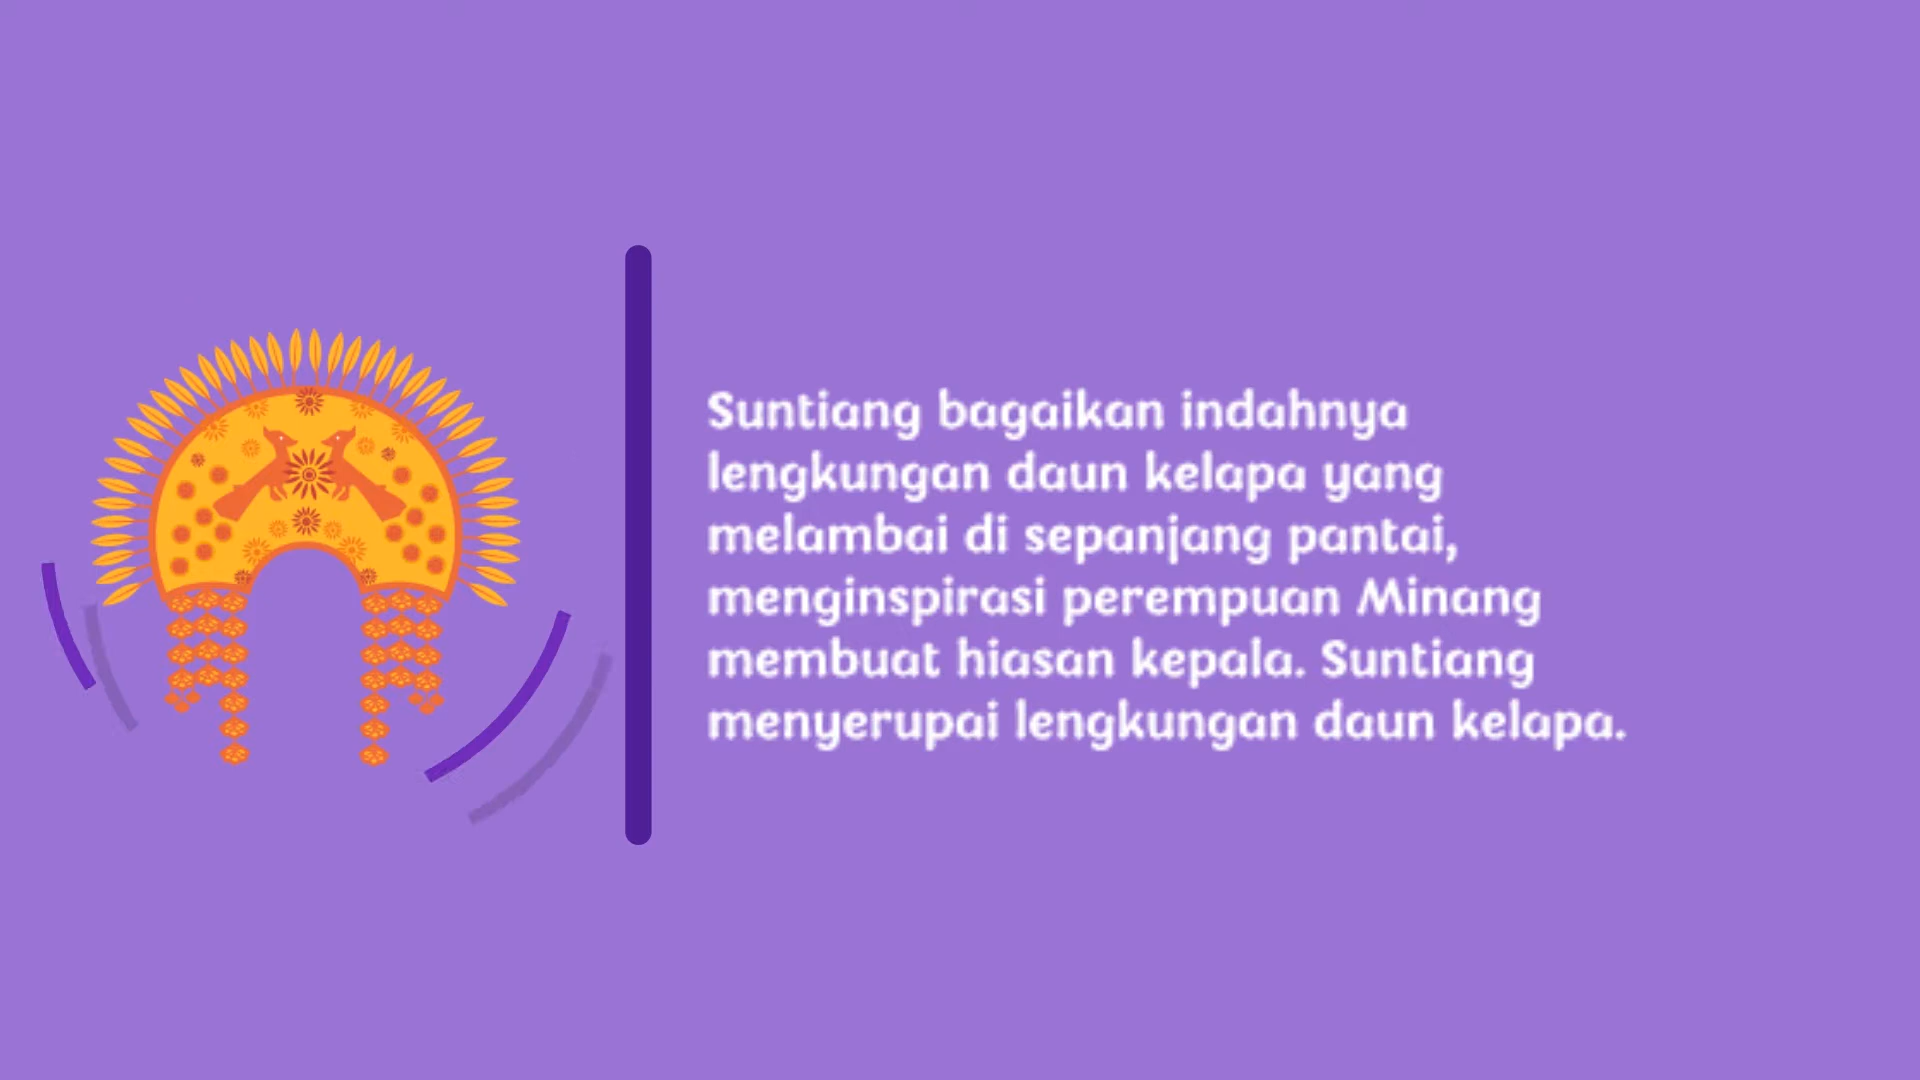 Suntiang bagaikan indahnya
lengkungan daun kelapa yang
melambai di sepanjang pantai,
menginspirasi perempuan Minang
membuat hiasan kepala. Suntiang
menyerupai lengkungan daun kelapa.